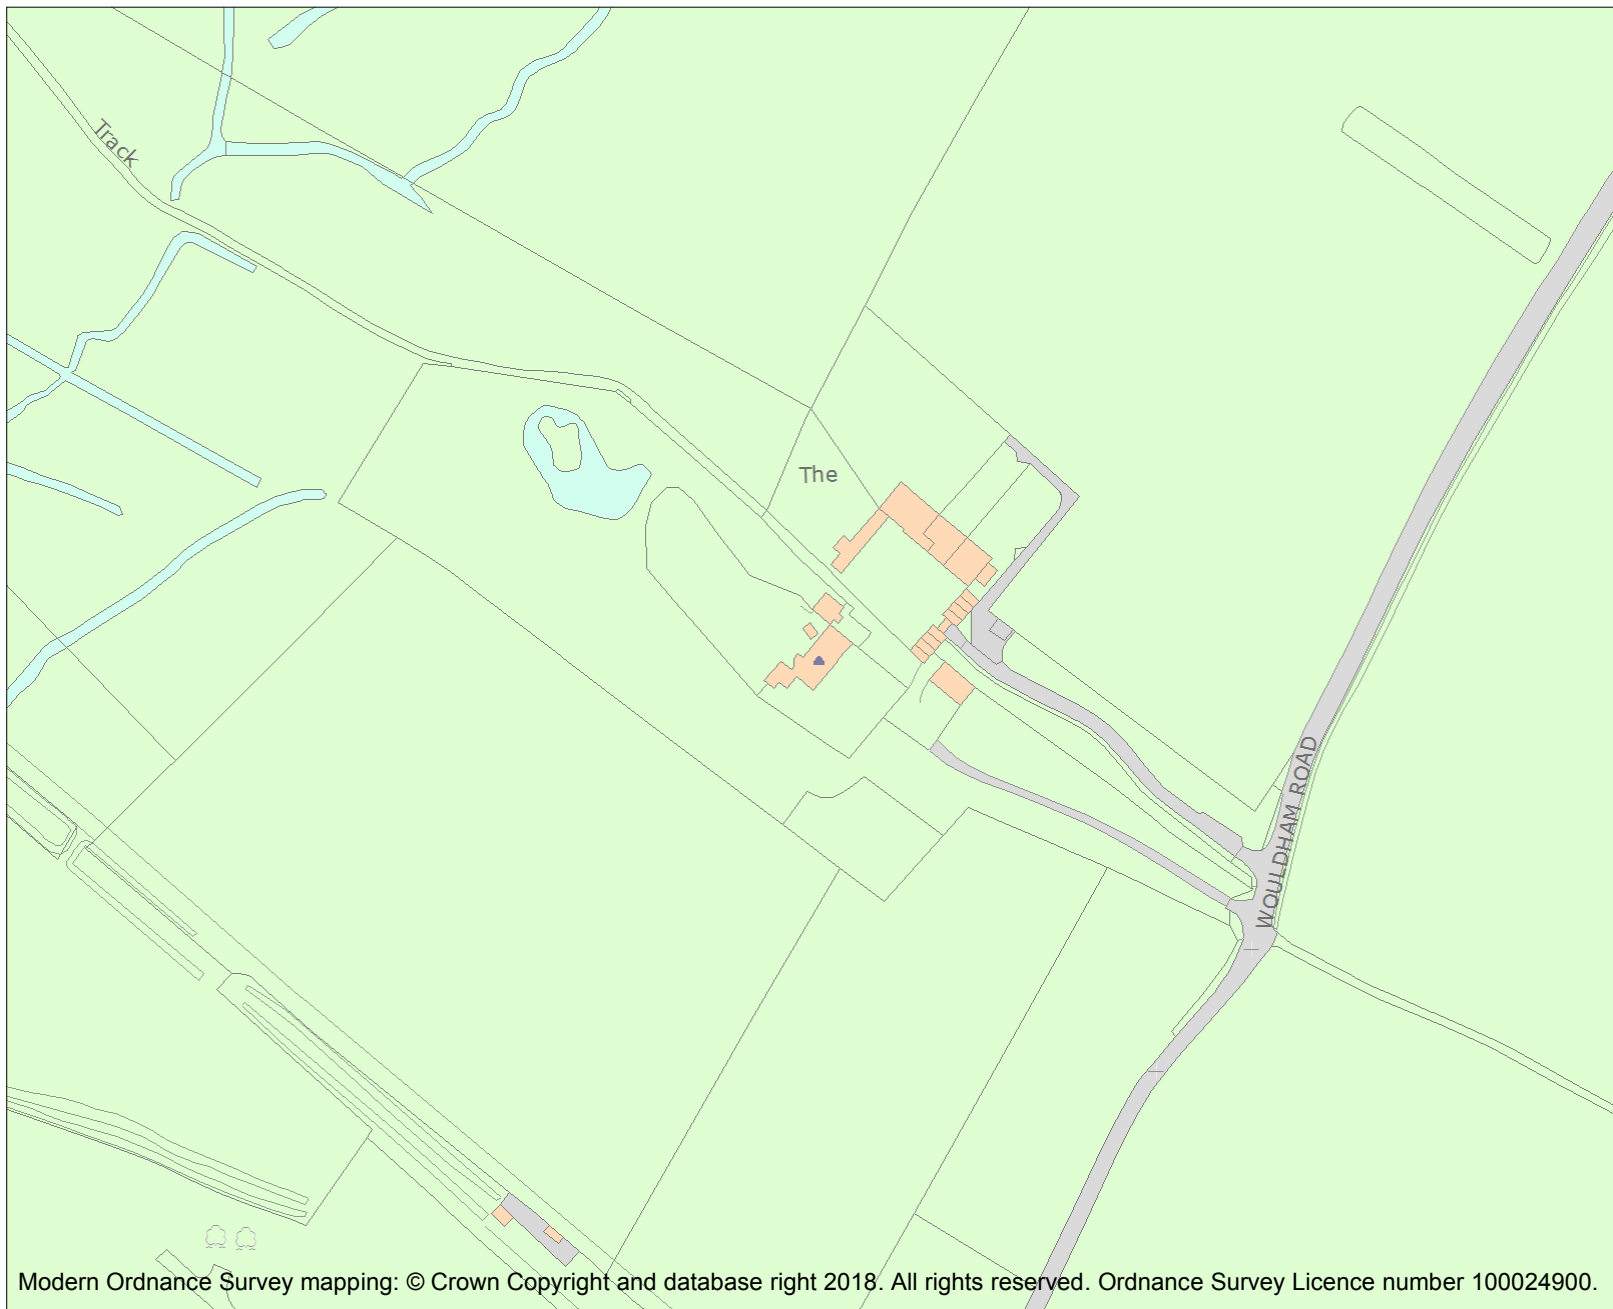 Track
The
WOULDHAM ROAD
Modern Ordnance Survey mapping: © Crown Copyright and database right 2018. All rights reserved. Ordnance Survey Licence number 100024900.